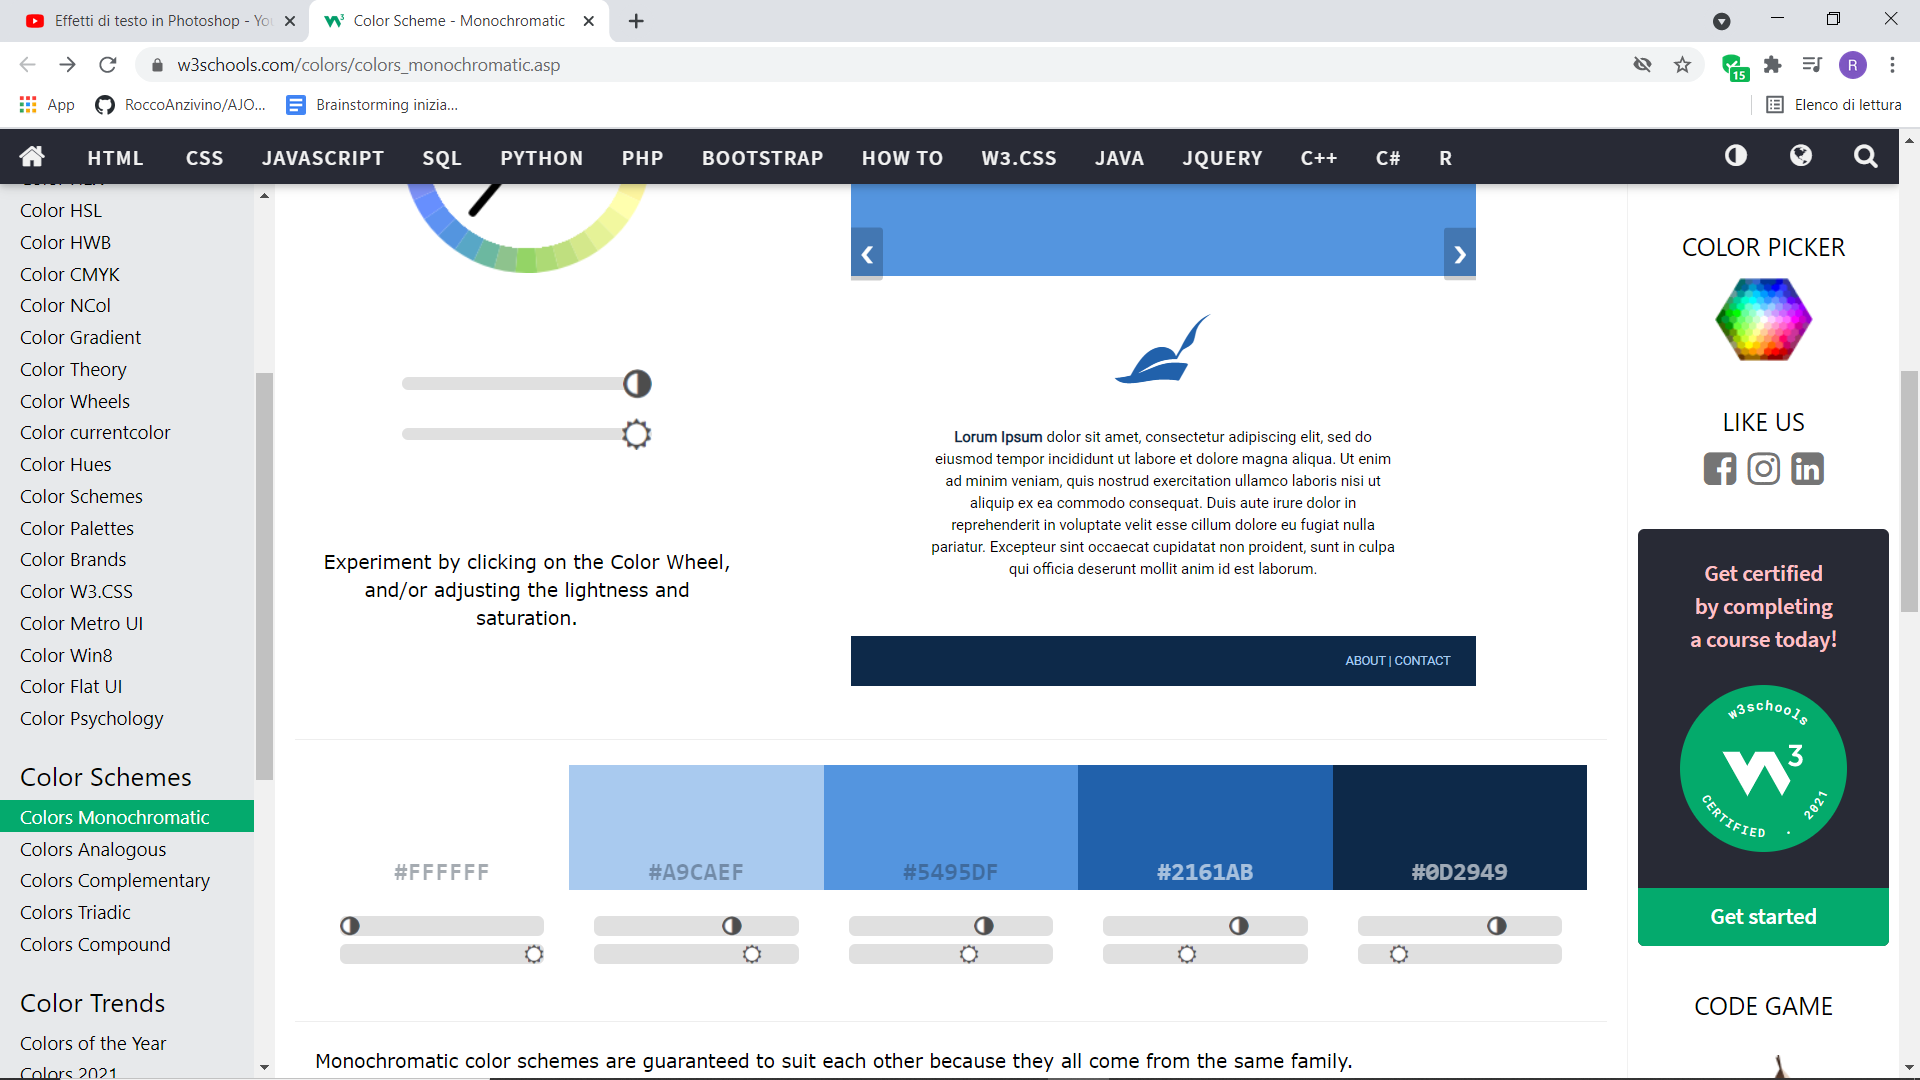 Effetti di testo in Photoshop - You
Color Scheme - Monochromatic
w3schools.com/colors/colors_monochromatic.asp
15
R
App
RoccoAnzivino/AJO...
Brainstorming inizia...
Elenco di lettura
HTML
CSS
JAVASCRIPT
SQL
PYTHON
PHP
BOOTSTRAP
HOW TO
W3.CSS
JAVA
JQUERY
C++
C#
R
Color HSL
Color HWB
Color CMYK
Color NCol
Color Gradient
Color Theory
Color Wheels
Color currentcolor
Color Hues
Color Schemes
Color Palettes
Color Brands
Color W3.CSS
Color Metro UI
Color Win8
Color Flat UI
Color Psychology
Color Schemes
Colors Monochromatic
Colors Analogous
Colors Complementary
Colors Triadic
Colors Compound
Color Trends
Colors of the Year
Colors 2021
Experiment by clicking on the Color Wheel,
and/or adjusting the lightness and
saturation.
Lorum Ipsum dolor sit amet, consectetur adipiscing elit, sed do
eiusmod tempor incididunt ut labore et dolore magna aliqua. Ut enim
ad minim veniam, quis nostrud exercitation ullamco laboris nisi ut
aliquip ex ea commodo consequat. Duis aute irure dolor in
reprehenderit in voluptate velit esse cillum dolore eu fugiat nulla
pariatur. Excepteur sint occaecat cupidatat non proident, sunt in culpa
qui officia deserunt mollit anim id est laborum.
ABOUT | CONTACT
#FFFFFF
#A9CAEF
#5495DF
#2161AB
#0D2949
Monochromatic color schemes are guaranteed to suit each other because they all come from the same family.
COLOR PICKER
LIKE US
Get certified
by completing
a course today!
w3schools
W3
CERTIFIED . 2021
Get started
CODE GAME